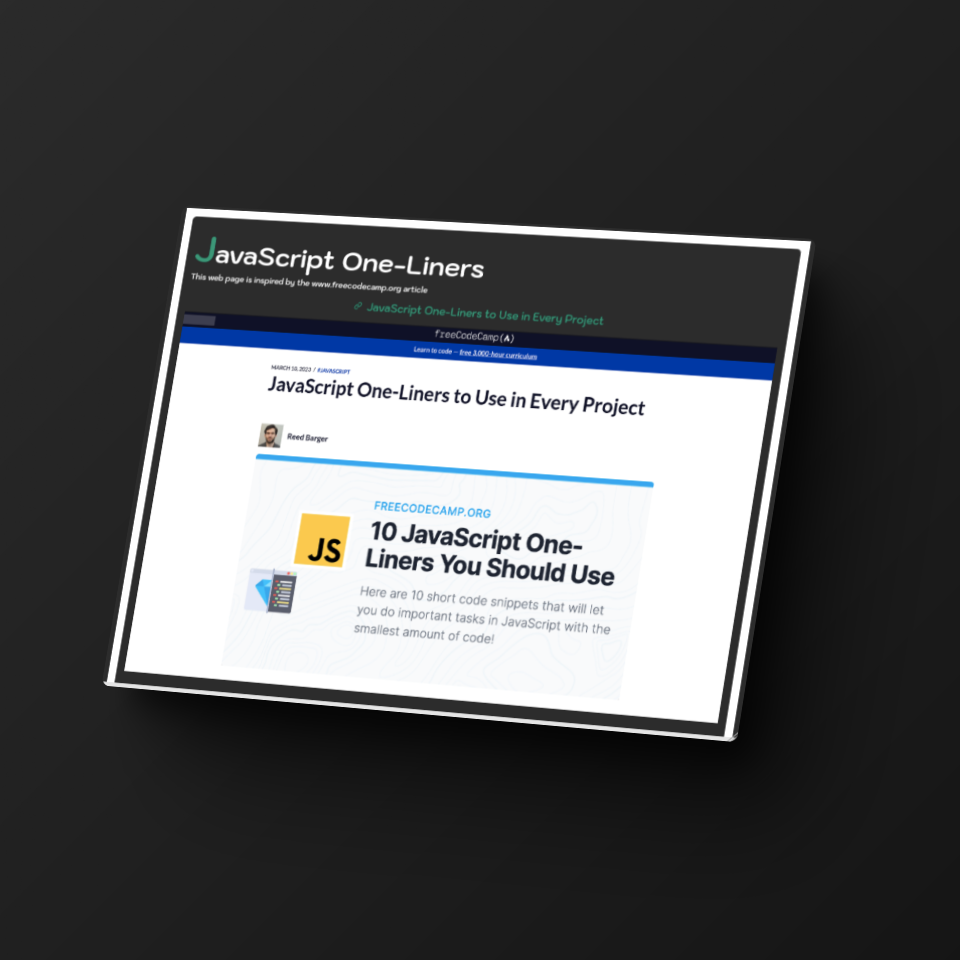 JavaScript One-Liners
This web page is inspired by the www.freecodecamp.org article
JavaScript One-Liners to Use in Every Project
freeCodeCamp(A)
Learn to code — free 3,000-hour curriculum
MARCH 10, 2023 / #JAVASCRIPT
JavaScript One-Liners to Use in Every Project
Reed Barger
FREECODECAMP.ORG
10 JavaScript One-
Liners You Should Use
JS
Here are 10 short code snippets that will let
you do important tasks in JavaScript with the
smallest amount of code!